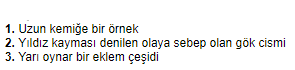 1. Uzun kemiğe bir örnek
2. Yıldız kayması denilen olaya sebep olan gök cismi
3. Yarı oynar bir eklem çeşidi